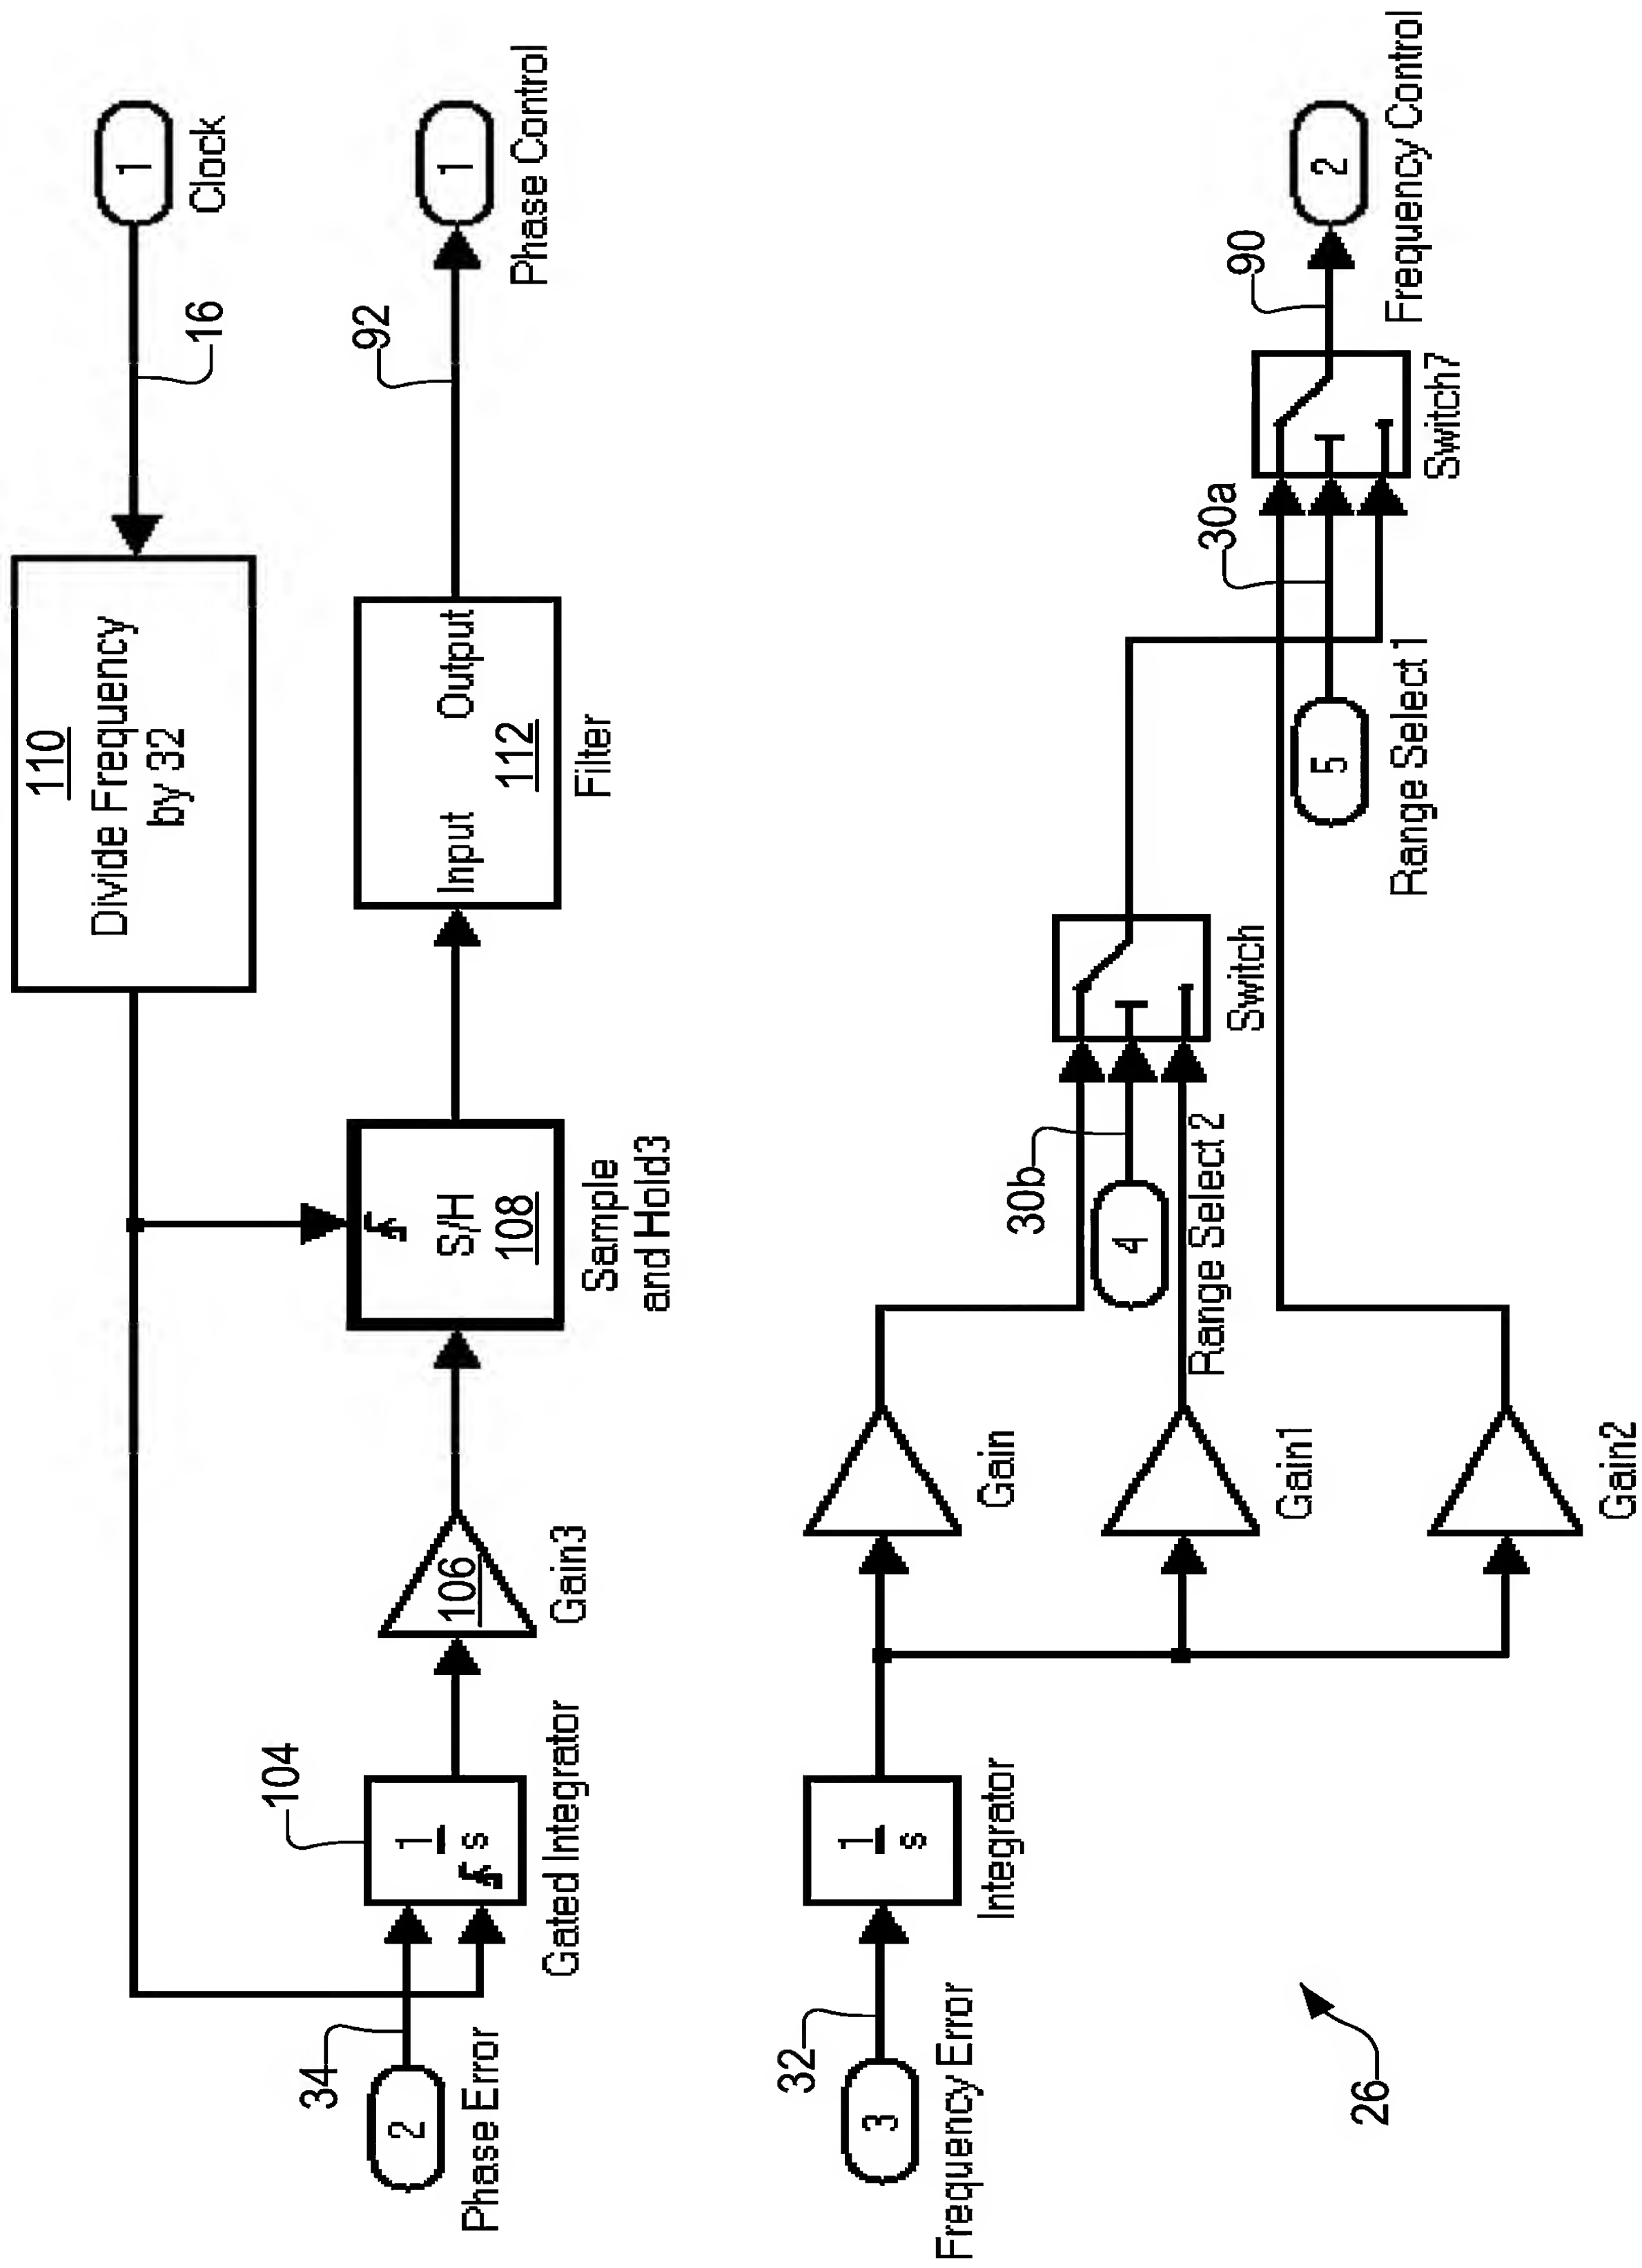 110
Divide Frequency
by 32
16
1
Clock
34
2
Phase Error
104
1
s
Gated Integrator
106
Gain3
S/H
108
Sample
and Hold3
Input
Output
112
Filter
92
1
Phase Control
32
3
Frequency Error
1
s
Integrator
Gain
Gain1
Gain2
30b
4
Range Select 2
Switch
30a
5
Range Select 1
Switch7
90
2
Frequency Control
26